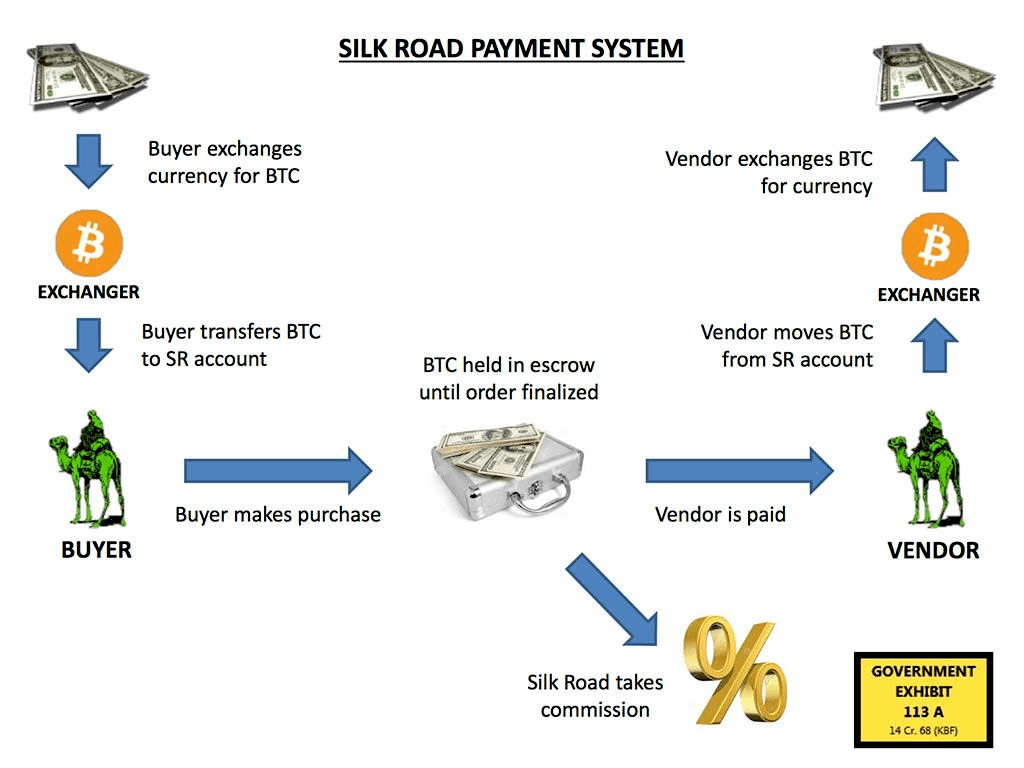 SILK ROAD PAYMENT SYSTEM
Buyer exchanges
currency for BTC
EXCHANGER
Buyer transfers BTC
to SR account
BUYER
Buyer makes purchase
BTC held in escrow
until order finalized
Silk Road takes
commission
%
Vendor is paid
VENDOR
Vendor moves BTC
from SR account
EXCHANGER
Vendor exchanges BTC
for currency
GOVERNMENT
EXHIBIT
113 A
14 Cr. 68 (KBF)